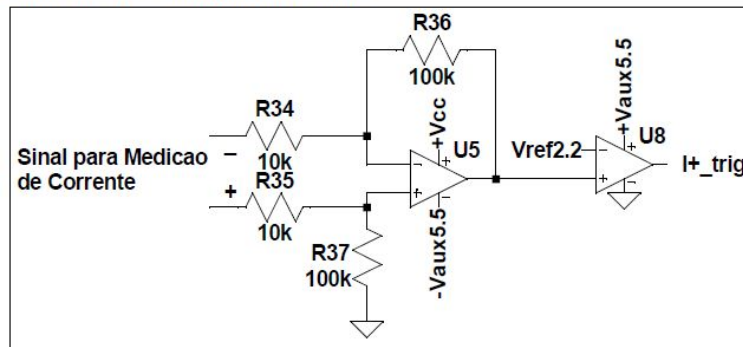 R36
100k
R34
10k
Sinal para Medicao
de Corrente
−
+
R35
10k
R37
100k
+Vcc
U5
-Vaux5.5
Vref2.2
+Vaux5.5
U8
I+_trig